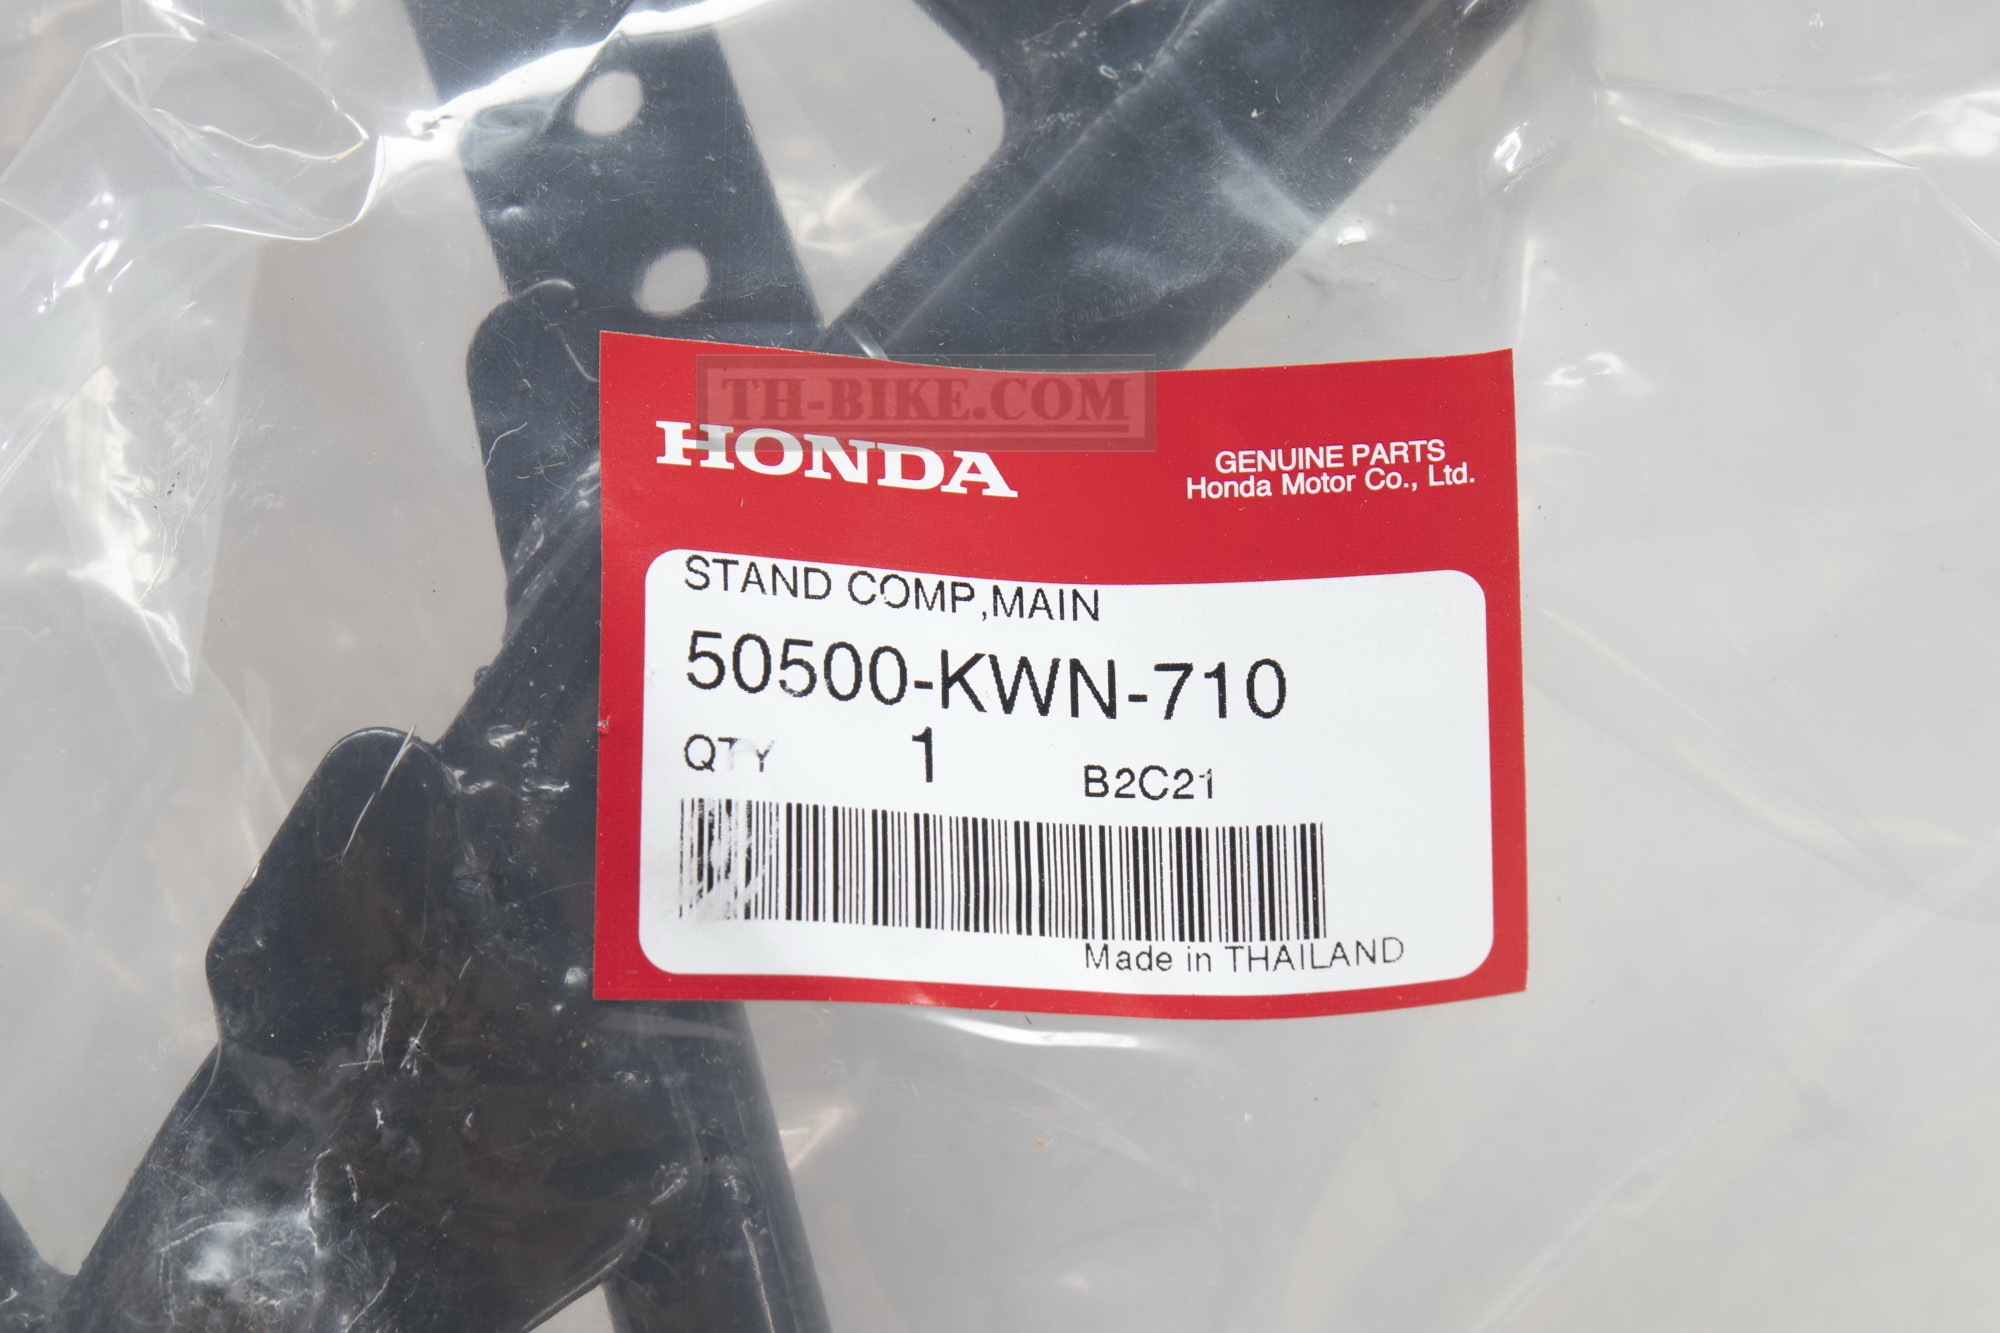 TH-BIKE.COM
HONDA
GENUINE PARTS
Honda Motor Co., Ltd.
STAND COMP,MAIN
50500-KWN-710
QTY 1 B2C21
Made in THAILAND